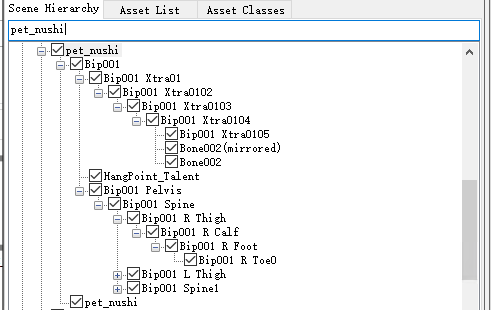 Scene Hierarchy Asset List Asset Classes
pet_nushi
pet_nushi
Bip001
Bip001 Xtra01
Bip001 Xtra0102
Bip001 Xtra0103
Bip001 Xtra0104
Bip001 Xtra0105
Bone002(mirrored)
Bone002
HangPoint_Talent
Bip001 Pelvis
Bip001 Spine
Bip001 R Thigh
Bip001 R Calf
Bip001 R Foot
Bip001 R Toe0
Bip001 L Thigh
Bip001 Spine1
pet_nushi